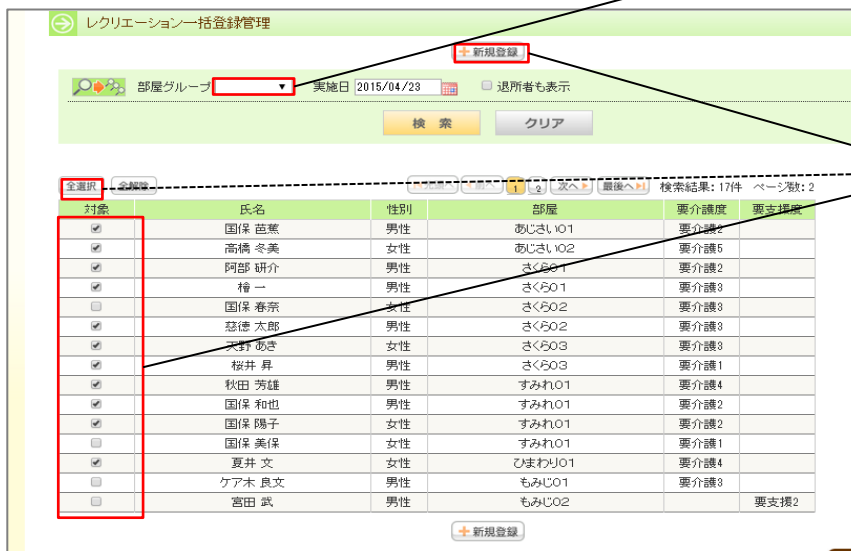 レクリエーション一括登録管理
新規登録
部屋グループ 実施日 2015/04/23 退所者も表示
検 索 クリア
全選択 全解除 1 2 次へ 最後へ 検索結果: 17件 ページ数: 2
対象 氏名 性別 部屋 要介護度 要支援度
国保 芭蕉 男性 あじさい01 要介護2
高橋 冬美 女性 あじさい02 要介護5
阿部 研介 男性 さくら01 要介護2
檜 一 男性 さくら01 要介護3
国保 春奈 女性 さくら02 要介護3
慈徳 太郎 男性 さくら02 要介護3
天野 あき 女性 さくら03 要介護3
桜井 昇 男性 さくら03 要介護1
秋田 芳雄 男性 すみれ01 要介護4
国保 和也 男性 すみれ01 要介護2
国保 陽子 女性 すみれ01 要介護2
国保 美保 女性 すみれ01 要介護1
夏井 文 女性 ひまわり01 要介護4
ケア木 良文 男性 もみじ01 要介護3
宮田 武 男性 もみじ02 要支援2
新規登録